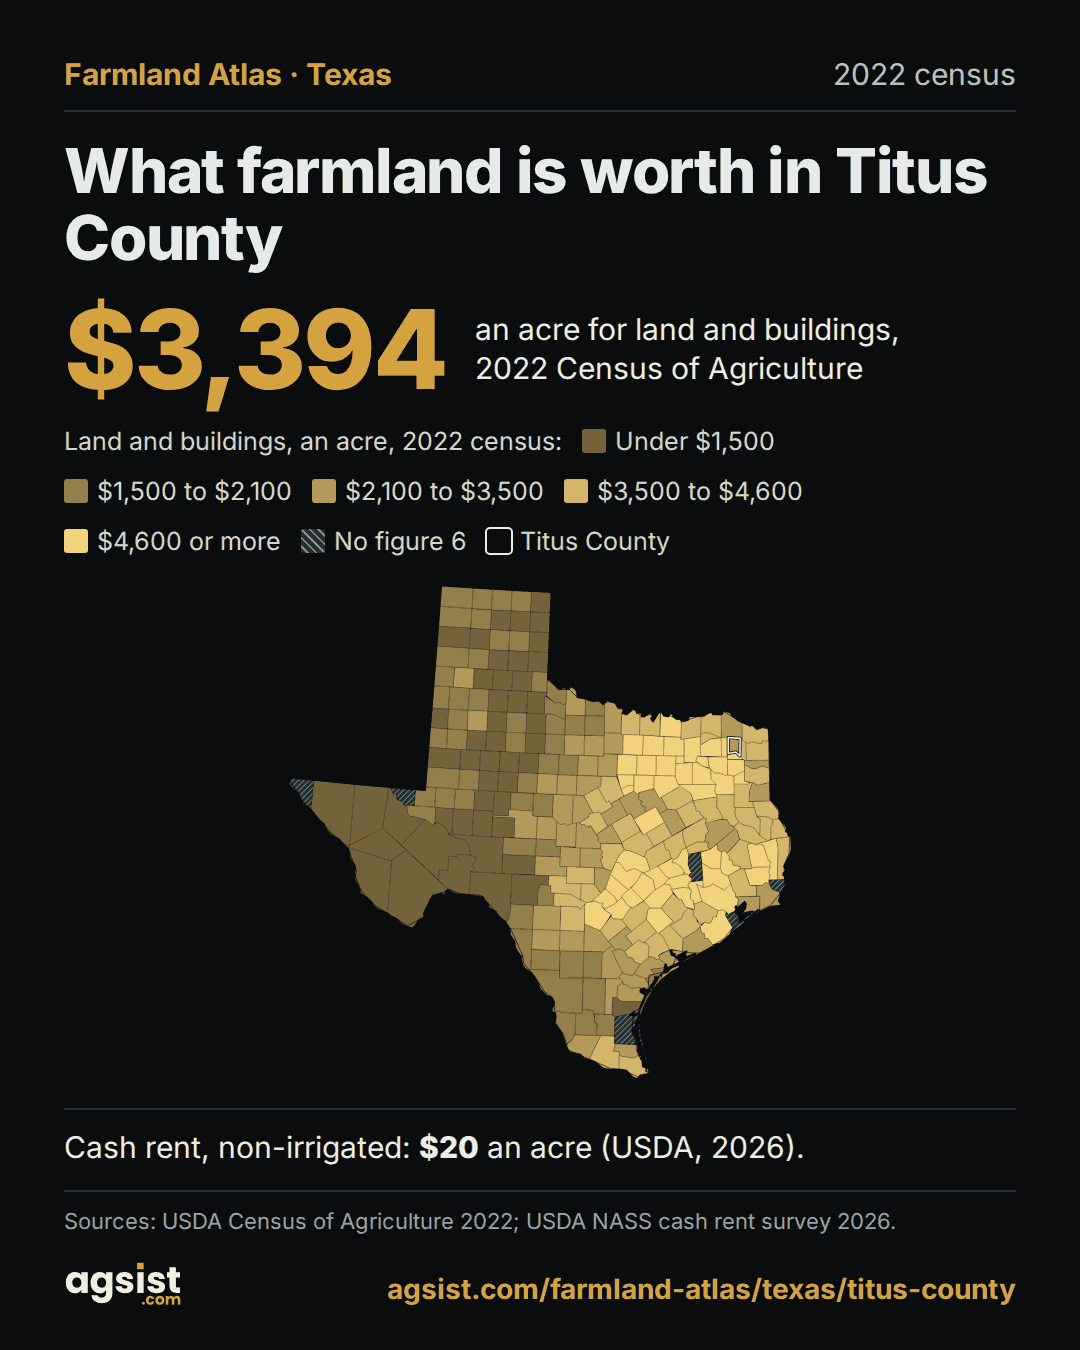 Farmland Atlas · Texas
2022 census
What farmland is worth in Titus
County
$3,394
an acre for land and buildings,
2022 Census of Agriculture
Land and buildings, an acre, 2022 census:
Under $1,500
$1,500 to $2,100
$2,100 to $3,500
$3,500 to $4,600
$4,600 or more
No figure 6
Titus County
Cash rent, non-irrigated: $20 an acre (USDA, 2026).
Sources: USDA Census of Agriculture 2022; USDA NASS cash rent survey 2026.
agsist
.com
agsist.com/farmland-atlas/texas/titus-county